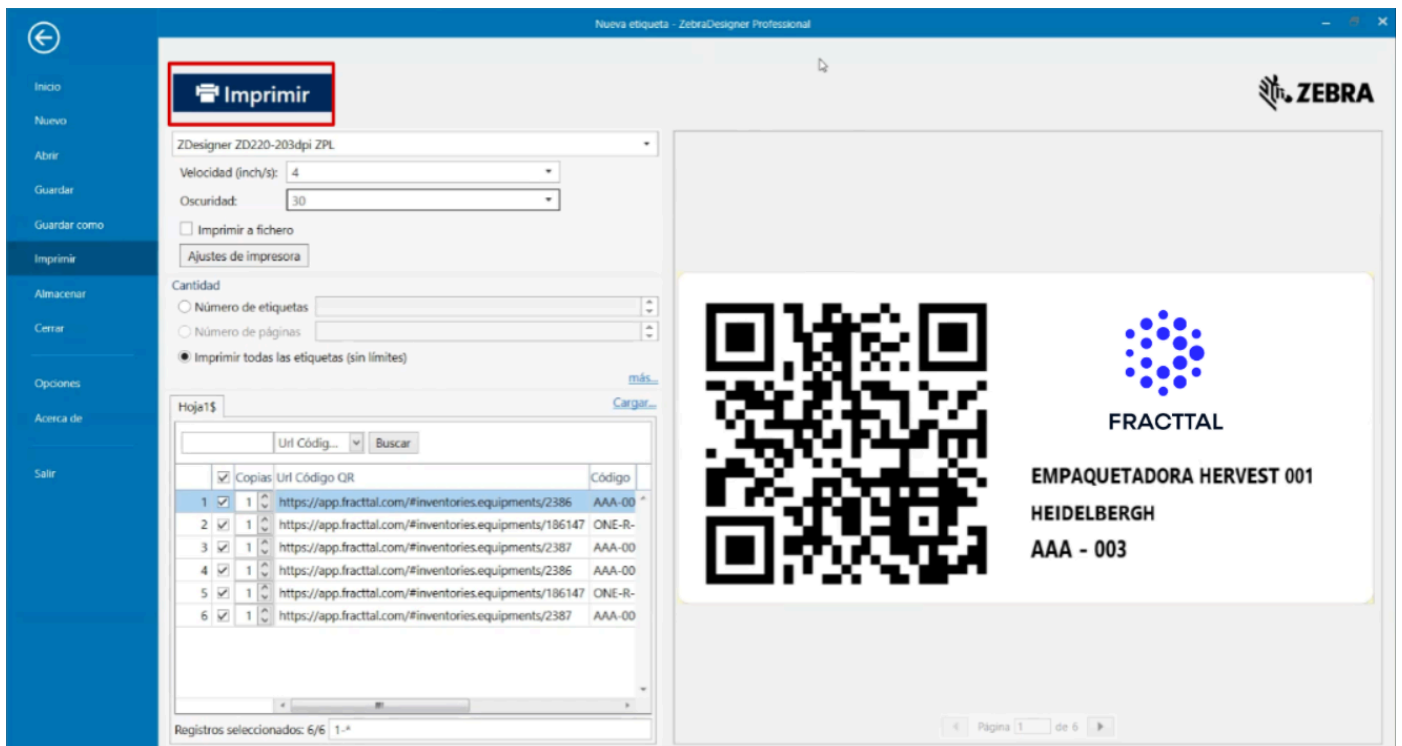 Nueva etiqueta - ZebraDesigner Professional
Inicio
Nuevo
Abrir
Guardar
Guardar como
Imprimir
Almacenar
Cerrar
Opciones
Acerca de
Salir
Imprimir
ZEBRA
ZDesigner ZD220-203dpi ZPL
Velocidad (inch/s): 4
Oscuridad: 30
Imprimir a fichero
Ajustes de impresora
Cantidad
Número de etiquetas
Número de páginas
Imprimir todas las etiquetas (sin límites)
más...
Hoja1$ Cargar...
Url Códig... Buscar
Copias Url Código QR Código
1 1 https://app.fracttal.com/#inventories.equipments/2386 AAA-00
2 1 https://app.fracttal.com/#inventories.equipments/186147 ONE-R-
3 1 https://app.fracttal.com/#inventories.equipments/2387 AAA-00
4 1 https://app.fracttal.com/#inventories.equipments/2386 AAA-00
5 1 https://app.fracttal.com/#inventories.equipments/186147 ONE-R-
6 1 https://app.fracttal.com/#inventories.equipments/2387 AAA-00
Registros seleccionados: 6/6 1-^
FRACTTAL
EMPAQUETADORA HERVEST 001
HEIDELBERGH
AAA - 003
Página 1 de 6